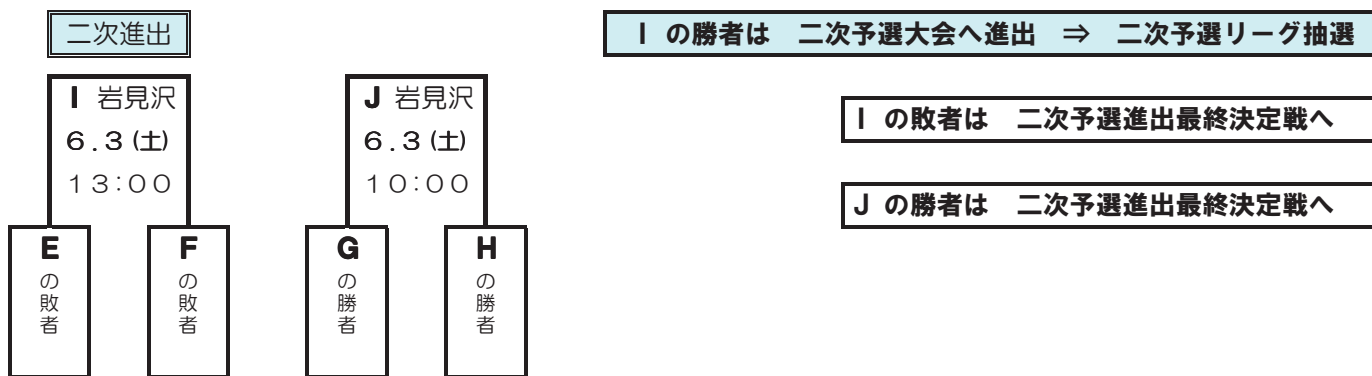 二次進出
I の勝者は　二次予選大会へ進出　⇒　二次予選リーグ抽選
I 岩見沢
6.3(土)
13:00
J 岩見沢
6.3(土)
10:00
I の敗者は　二次予選進出最終決定戦へ
J の勝者は　二次予選進出最終決定戦へ
E
の敗者
F
の敗者
G
の勝者
H
の勝者